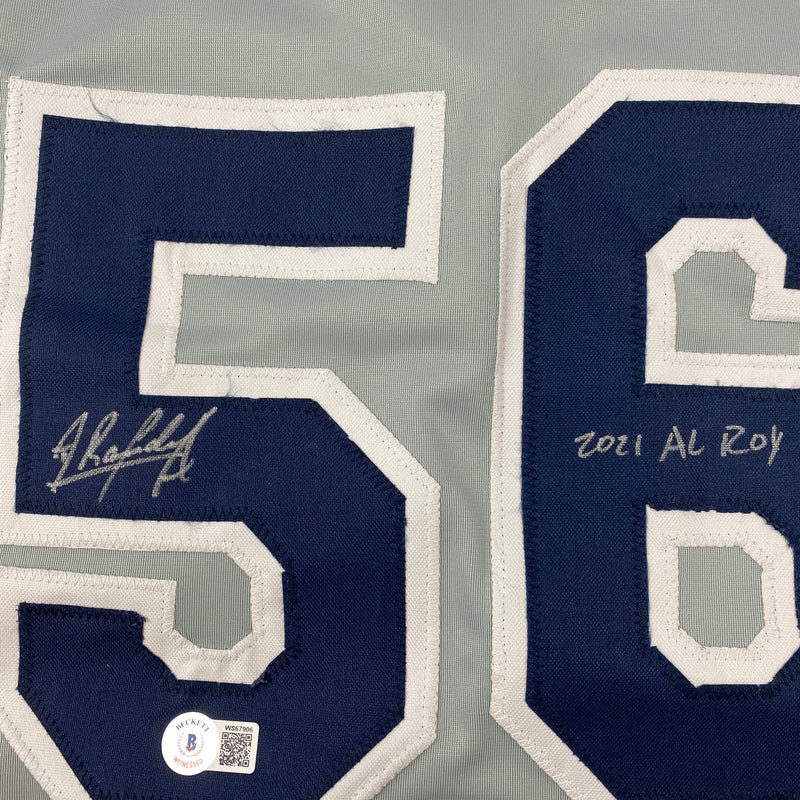 56
2021 AL ROY
BECKETT
B
WITNESSED
WS67906